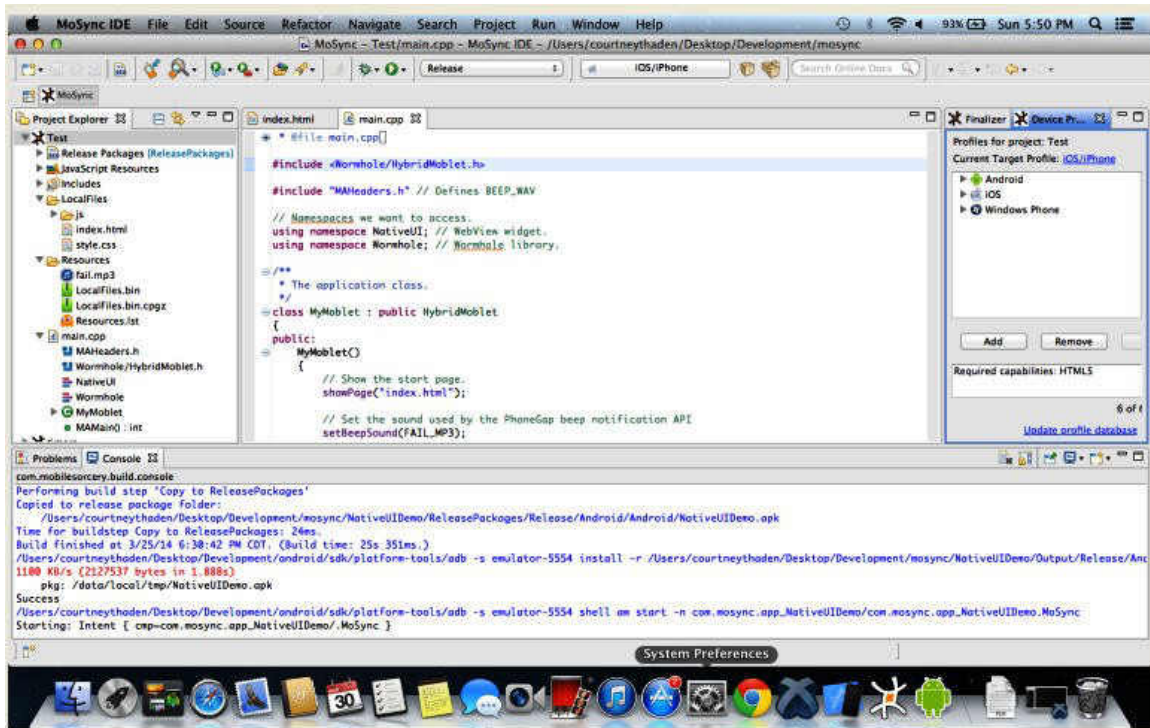 MoSync IDE File Edit Source Refactor Navigate Search Project Run Window Help 93% Sun 5:50 PM
MoSync – Test/main.cpp – MoSync IDE – /Users/courtneythaden/Desktop/Development/mosync
Release iOS/iPhone Search Online Docs
MoSync
Project Explorer
Test
Release Packages [ReleasePackages]
JavaScript Resources
Includes
LocalFiles
js
index.html
style.css
Resources
fail.mp3
LocalFiles.bin
LocalFiles.bin.cpgz
Resources.lst
main.cpp
MAHeaders.h
Wormhole/HybridMoblet.h
NativeUI
Wormhole
MyMoblet
MAMain() : int
index.html main.cpp
* @file main.cpp
#include <Wormhole/HybridMoblet.h>
#include "MAHeaders.h" // Defines BEEP_WAV
// Namespaces we want to access.
using namespace NativeUI; // WebView widget.
using namespace Wormhole; // Wormhole library.
/**
* The application class.
*/
class MyMoblet : public HybridMoblet
{
public:
MyMoblet()
{
// Show the start page.
showPage("index.html");
// Set the sound used by the PhoneGap beep notification API
setBeepSound(FAIL_MP3);
Finalizer Device Pr...
Profiles for project: Test
Current Target Profile: iOS/iPhone
Android
iOS
Windows Phone
Add Remove
Required capabilities: HTML5
6 of
Update profile database
Problems Console
com.mobilesorcery.build.console
Performing build step 'Copy to ReleasePackages'
Copied to release package folder:
/Users/courtneythaden/Desktop/Development/mosync/NativeUIDemo/ReleasePackages/Release/Android/Android/NativeUIDemo.apk
Time for buildstep Copy to ReleasePackages: 24ms.
Build finished at 3/25/14 6:30:42 PM CDT. (Build time: 25s 351ms.)
/Users/courtneythaden/Desktop/Development/android/sdk/platform-tools/adb -s emulator-5554 install -r /Users/courtneythaden/Desktop/Development/mosync/NativeUIDemo/Output/Release/And
1100 KB/s (2127537 bytes in 1.888s)
pkg: /data/local/tmp/NativeUIDemo.apk
Success
/Users/courtneythaden/Desktop/Development/android/sdk/platform-tools/adb -s emulator-5554 shell am start -n com.mosync.app_NativeUIDemo/com.mosync.app_NativeUIDemo.MoSync
Starting: Intent { cmp=com.mosync.app_NativeUIDemo/.MoSync }
System Preferences
30